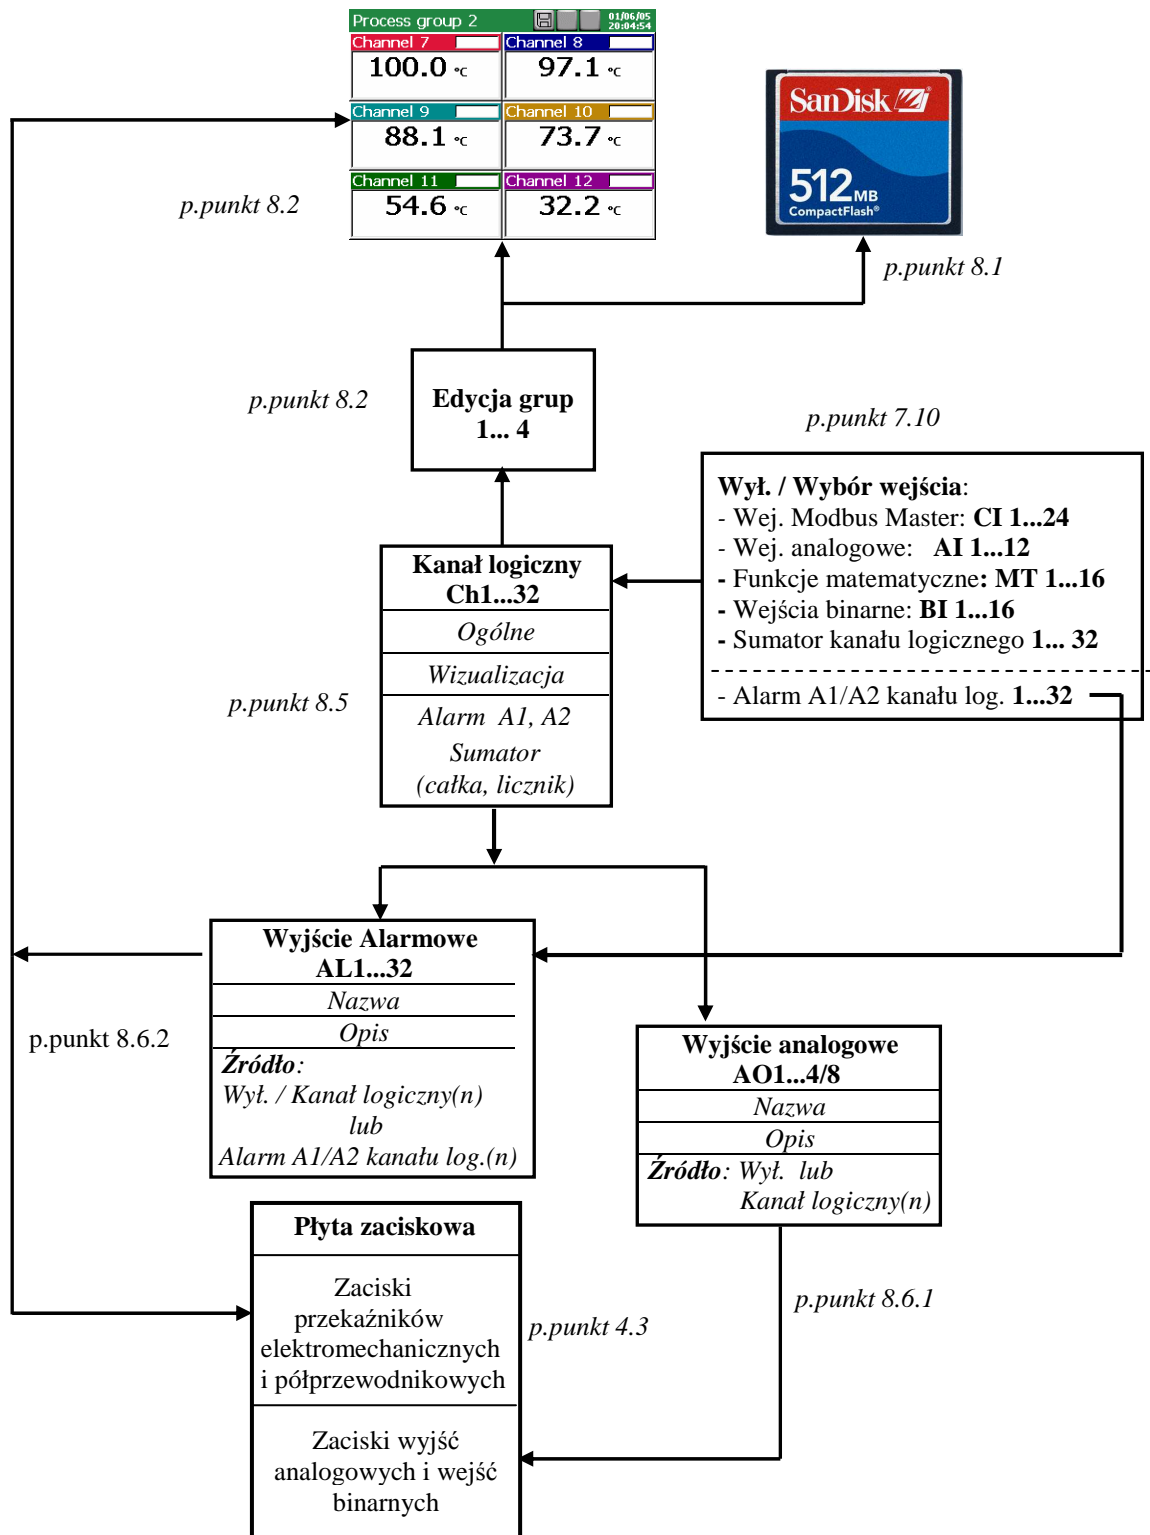 Process group 2
01/06/05
20:04:54
Channel 7
100.0 °C
Channel 8
97.1 °C
Channel 9
88.1 °C
Channel 10
73.7 °C
Channel 11
54.6 °C
Channel 12
32.2 °C
SanDisk
512MB
CompactFlash®
p.punkt 8.2
p.punkt 8.1
Edycja grup
1... 4
p.punkt 8.2
p.punkt 7.10
Wył. / Wybór wejścia:
- Wej. Modbus Master: CI 1...24
- Wej. analogowe: AI 1...12
- Funkcje matematyczne: MT 1...16
- Wejścia binarne: BI 1...16
- Sumator kanału logicznego 1... 32
- Alarm A1/A2 kanału log. 1...32
Kanał logiczny
Ch1...32
Ogólne
Wizualizacja
Alarm A1, A2
Sumator
(całka, licznik)
p.punkt 8.5
Wyjście Alarmowe
AL1...32
Nazwa
Opis
Źródło:
Wył. / Kanał logiczny(n)
lub
Alarm A1/A2 kanału log.(n)
p.punkt 8.6.2
Wyjście analogowe
AO1...4/8
Nazwa
Opis
Źródło: Wył. lub
Kanał logiczny(n)
p.punkt 8.6.1
Płyta zaciskowa
Zaciski
przekaźników
elektromechanicznych
i półprzewodnikowych
p.punkt 4.3
Zaciski wyjść
analogowych i wejść
binarnych